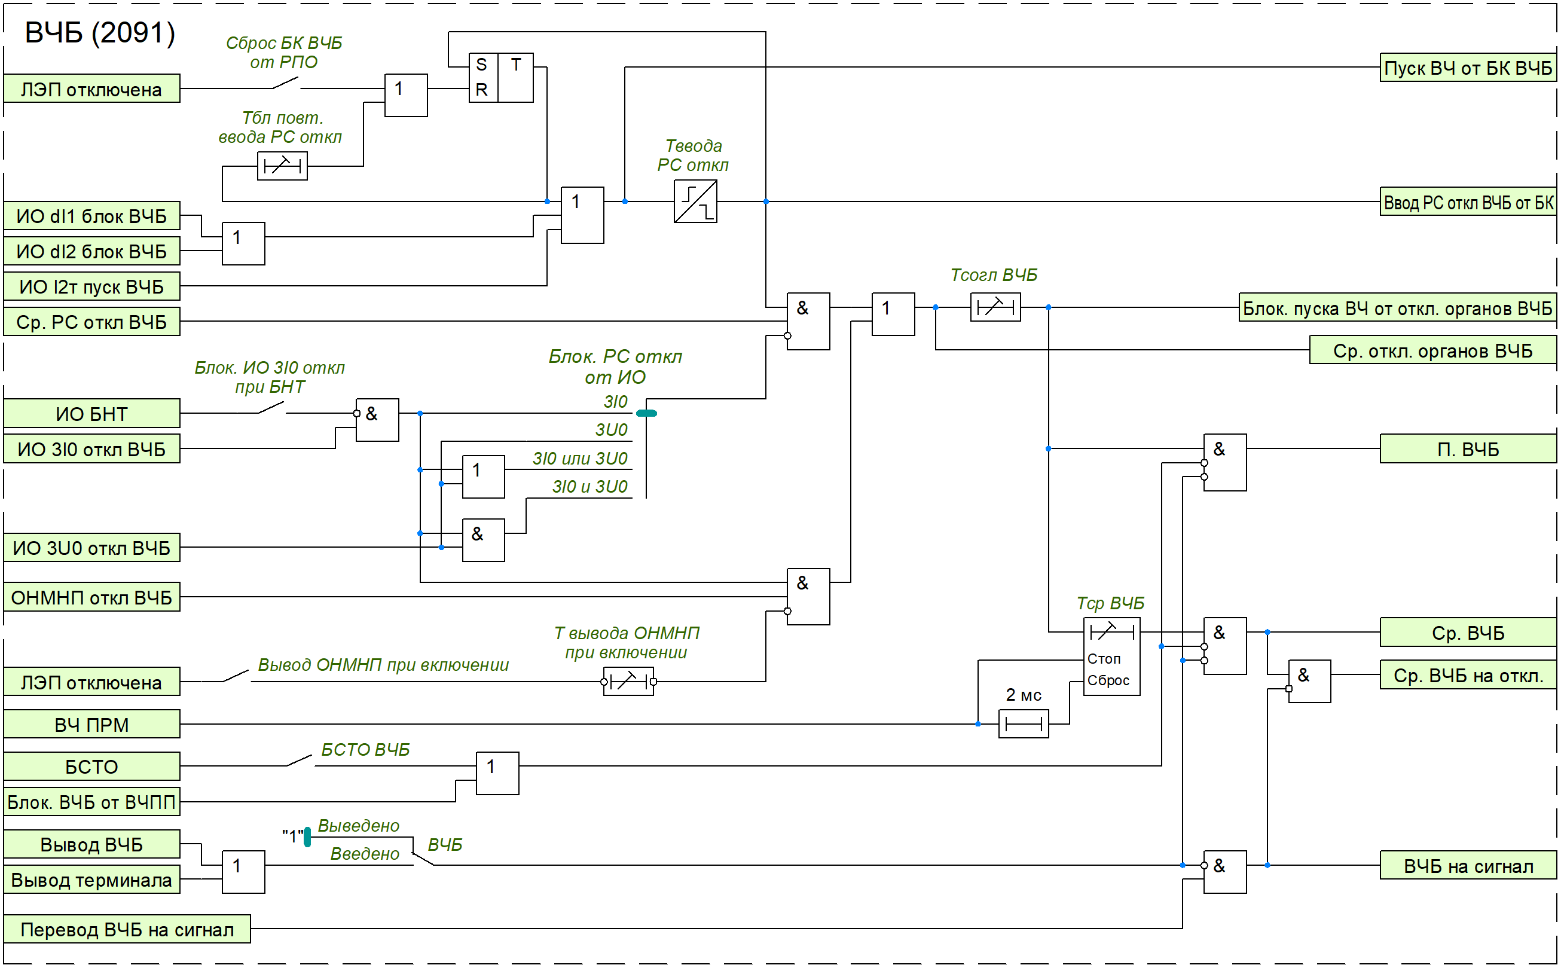 ВЧБ (2091)
Сброс БК ВЧБ
от РПО
ЛЭП отключена
1
S T
R
Пуск ВЧ от БК ВЧБ
Тбл повт.
ввода РС откл
Тввода
РС откл
ИО dI1 блок ВЧБ
1
1
Ввод РС откл ВЧБ от БК
ИО dI2 блок ВЧБ
ИО I2т пуск ВЧБ
Тсогл ВЧБ
Ср. РС откл ВЧБ
&
1
Блок. пуска ВЧ от откл. органов ВЧБ
Ср. откл. органов ВЧБ
Блок. ИО 3I0 откл
при БНТ
Блок. РС откл
от ИО
ИО БНТ
&
3I0
3U0
ИО 3I0 откл ВЧБ
1
3I0 или 3U0
3I0 и 3U0
&
П. ВЧБ
ИО 3U0 откл ВЧБ
&
ОНМНП откл ВЧБ
&
Тср ВЧБ
Стоп
Сброс
&
Ср. ВЧБ
Т вывода ОНМНП
при включении
ЛЭП отключена
Вывод ОНМНП при включении
&
Ср. ВЧБ на откл.
ВЧ ПРМ
2 мс
БСТО
БСТО ВЧБ
1
Блок. ВЧБ от ВЧПП
"1"
Выведено
Введено
ВЧБ
Вывод ВЧБ
1
&
ВЧБ на сигнал
Вывод терминала
Перевод ВЧБ на сигнал